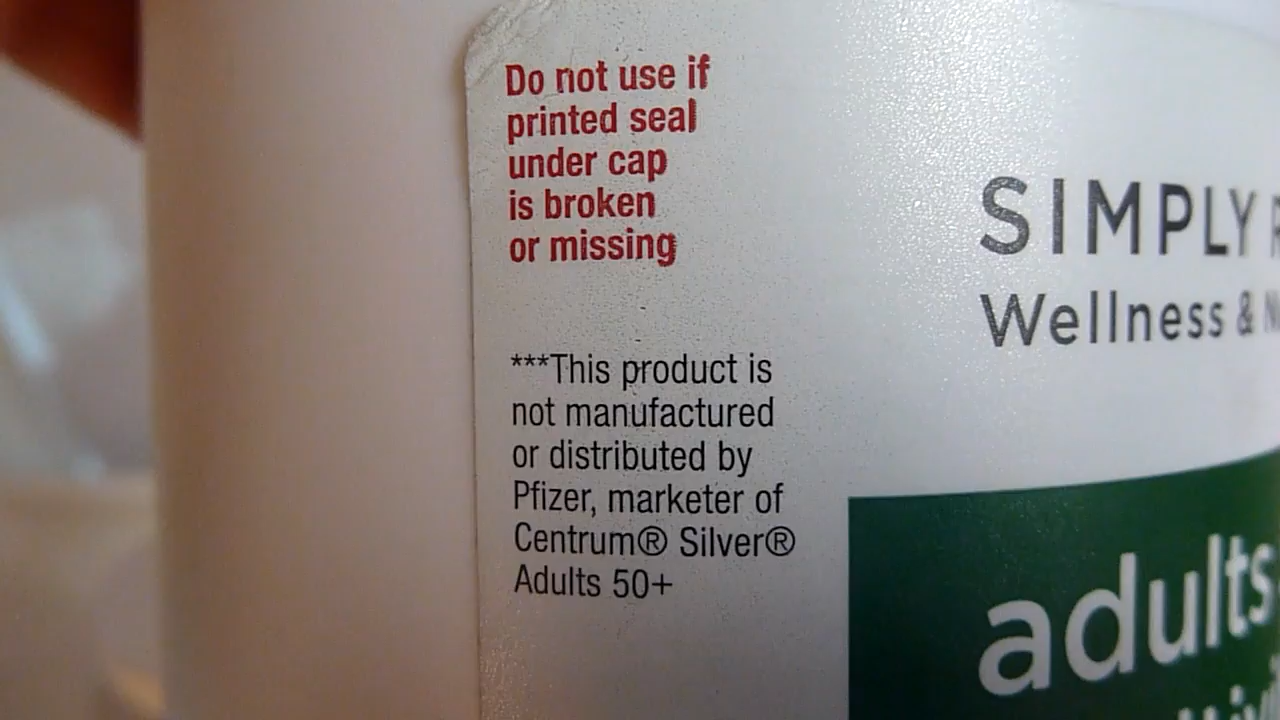 Do not use if
printed seal
under cap
is broken
or missing
***This product is
not manufactured
or distributed by
Pfizer, marketer of
Centrum® Silver®
Adults 50+
SIMPLY
Wellness &
adults